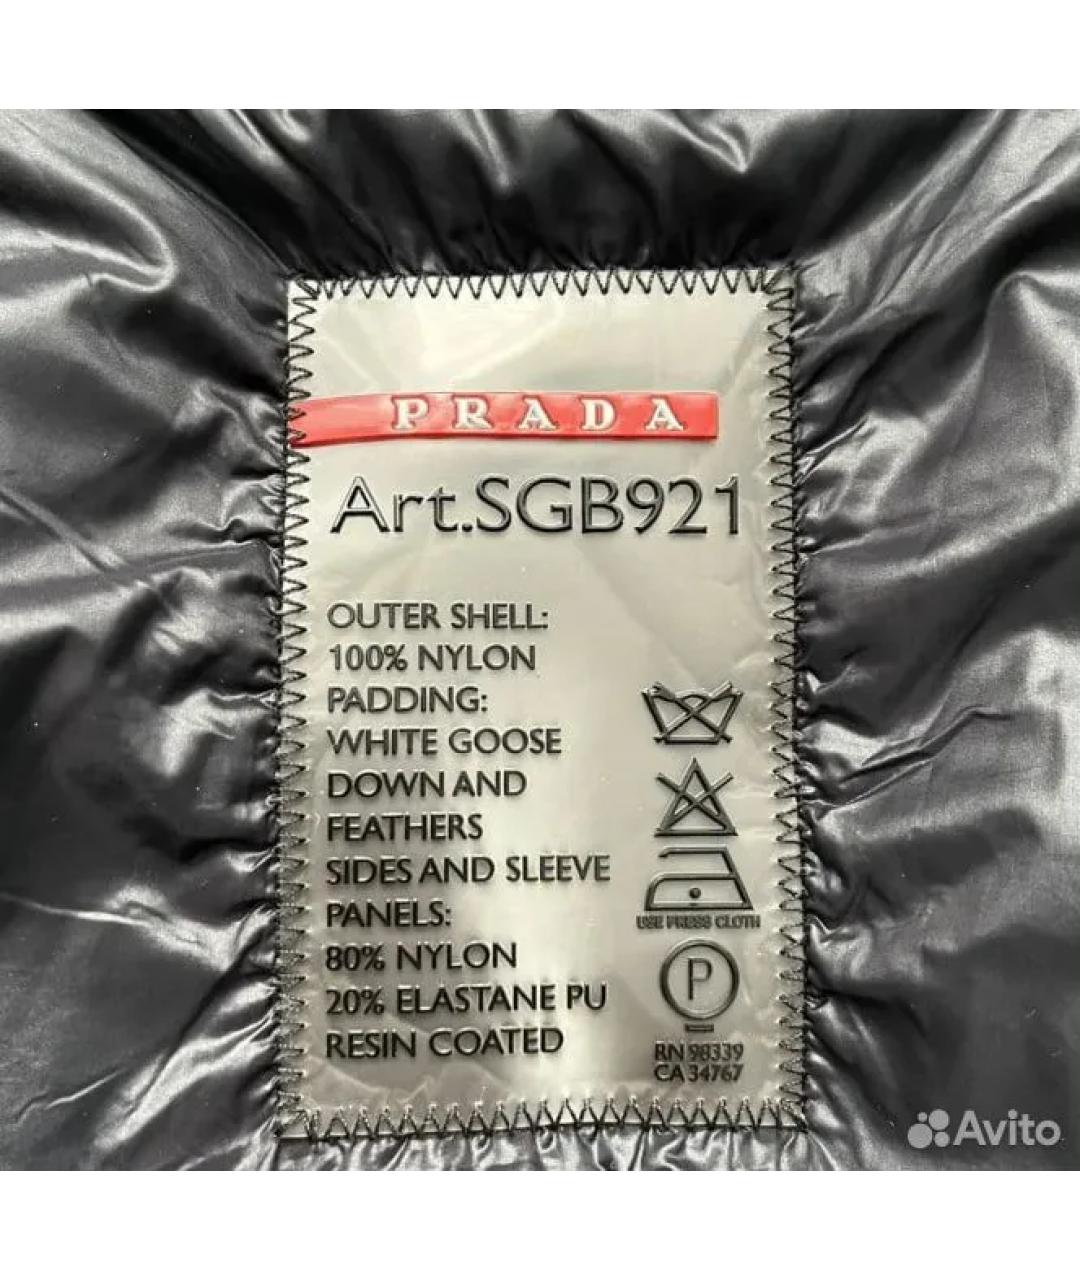 PRADA
Art.SGB921
OUTER SHELL:
100% NYLON
PADDING:
WHITE GOOSE
DOWN AND
FEATHERS
SIDES AND SLEEVE
PANELS:
80% NYLON
20% ELASTANE PU
RESIN COATED
USE PRESS CLOTH
P
RN 98339
CA 34767
Avito